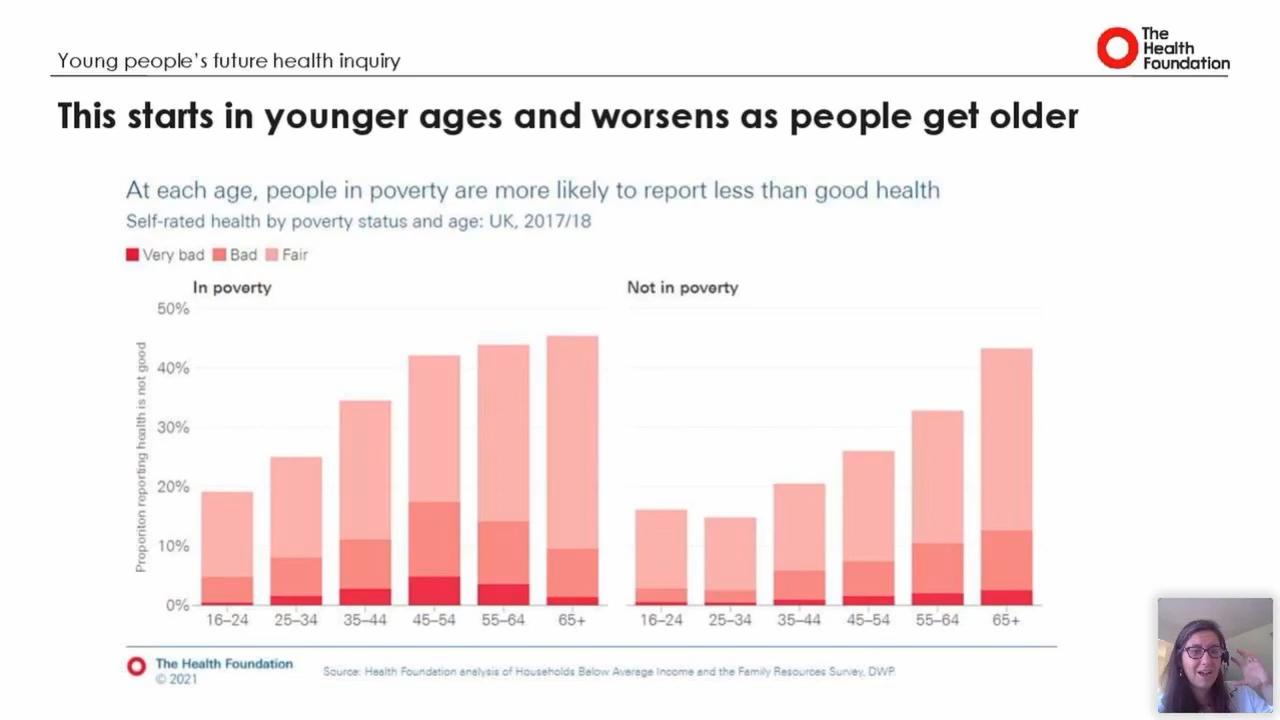 Young people's future health inquiry
The
Health
Foundation
This starts in younger ages and worsens as people get older
At each age, people in poverty are more likely to report less than good health
Self-rated health by poverty status and age: UK, 2017/18
Very bad Bad Fair
In poverty Not in poverty
Proporiton reporting health is not good
50%
40%
30%
20%
10%
0%
16–24 25–34 35–44 45–54 55–64 65+ 16–24 25–34 35–44 45–54 55–64 65+
The Health Foundation
© 2021
Source: Health Foundation analysis of Households Below Average Income and the Family Resources Survey, DWP.